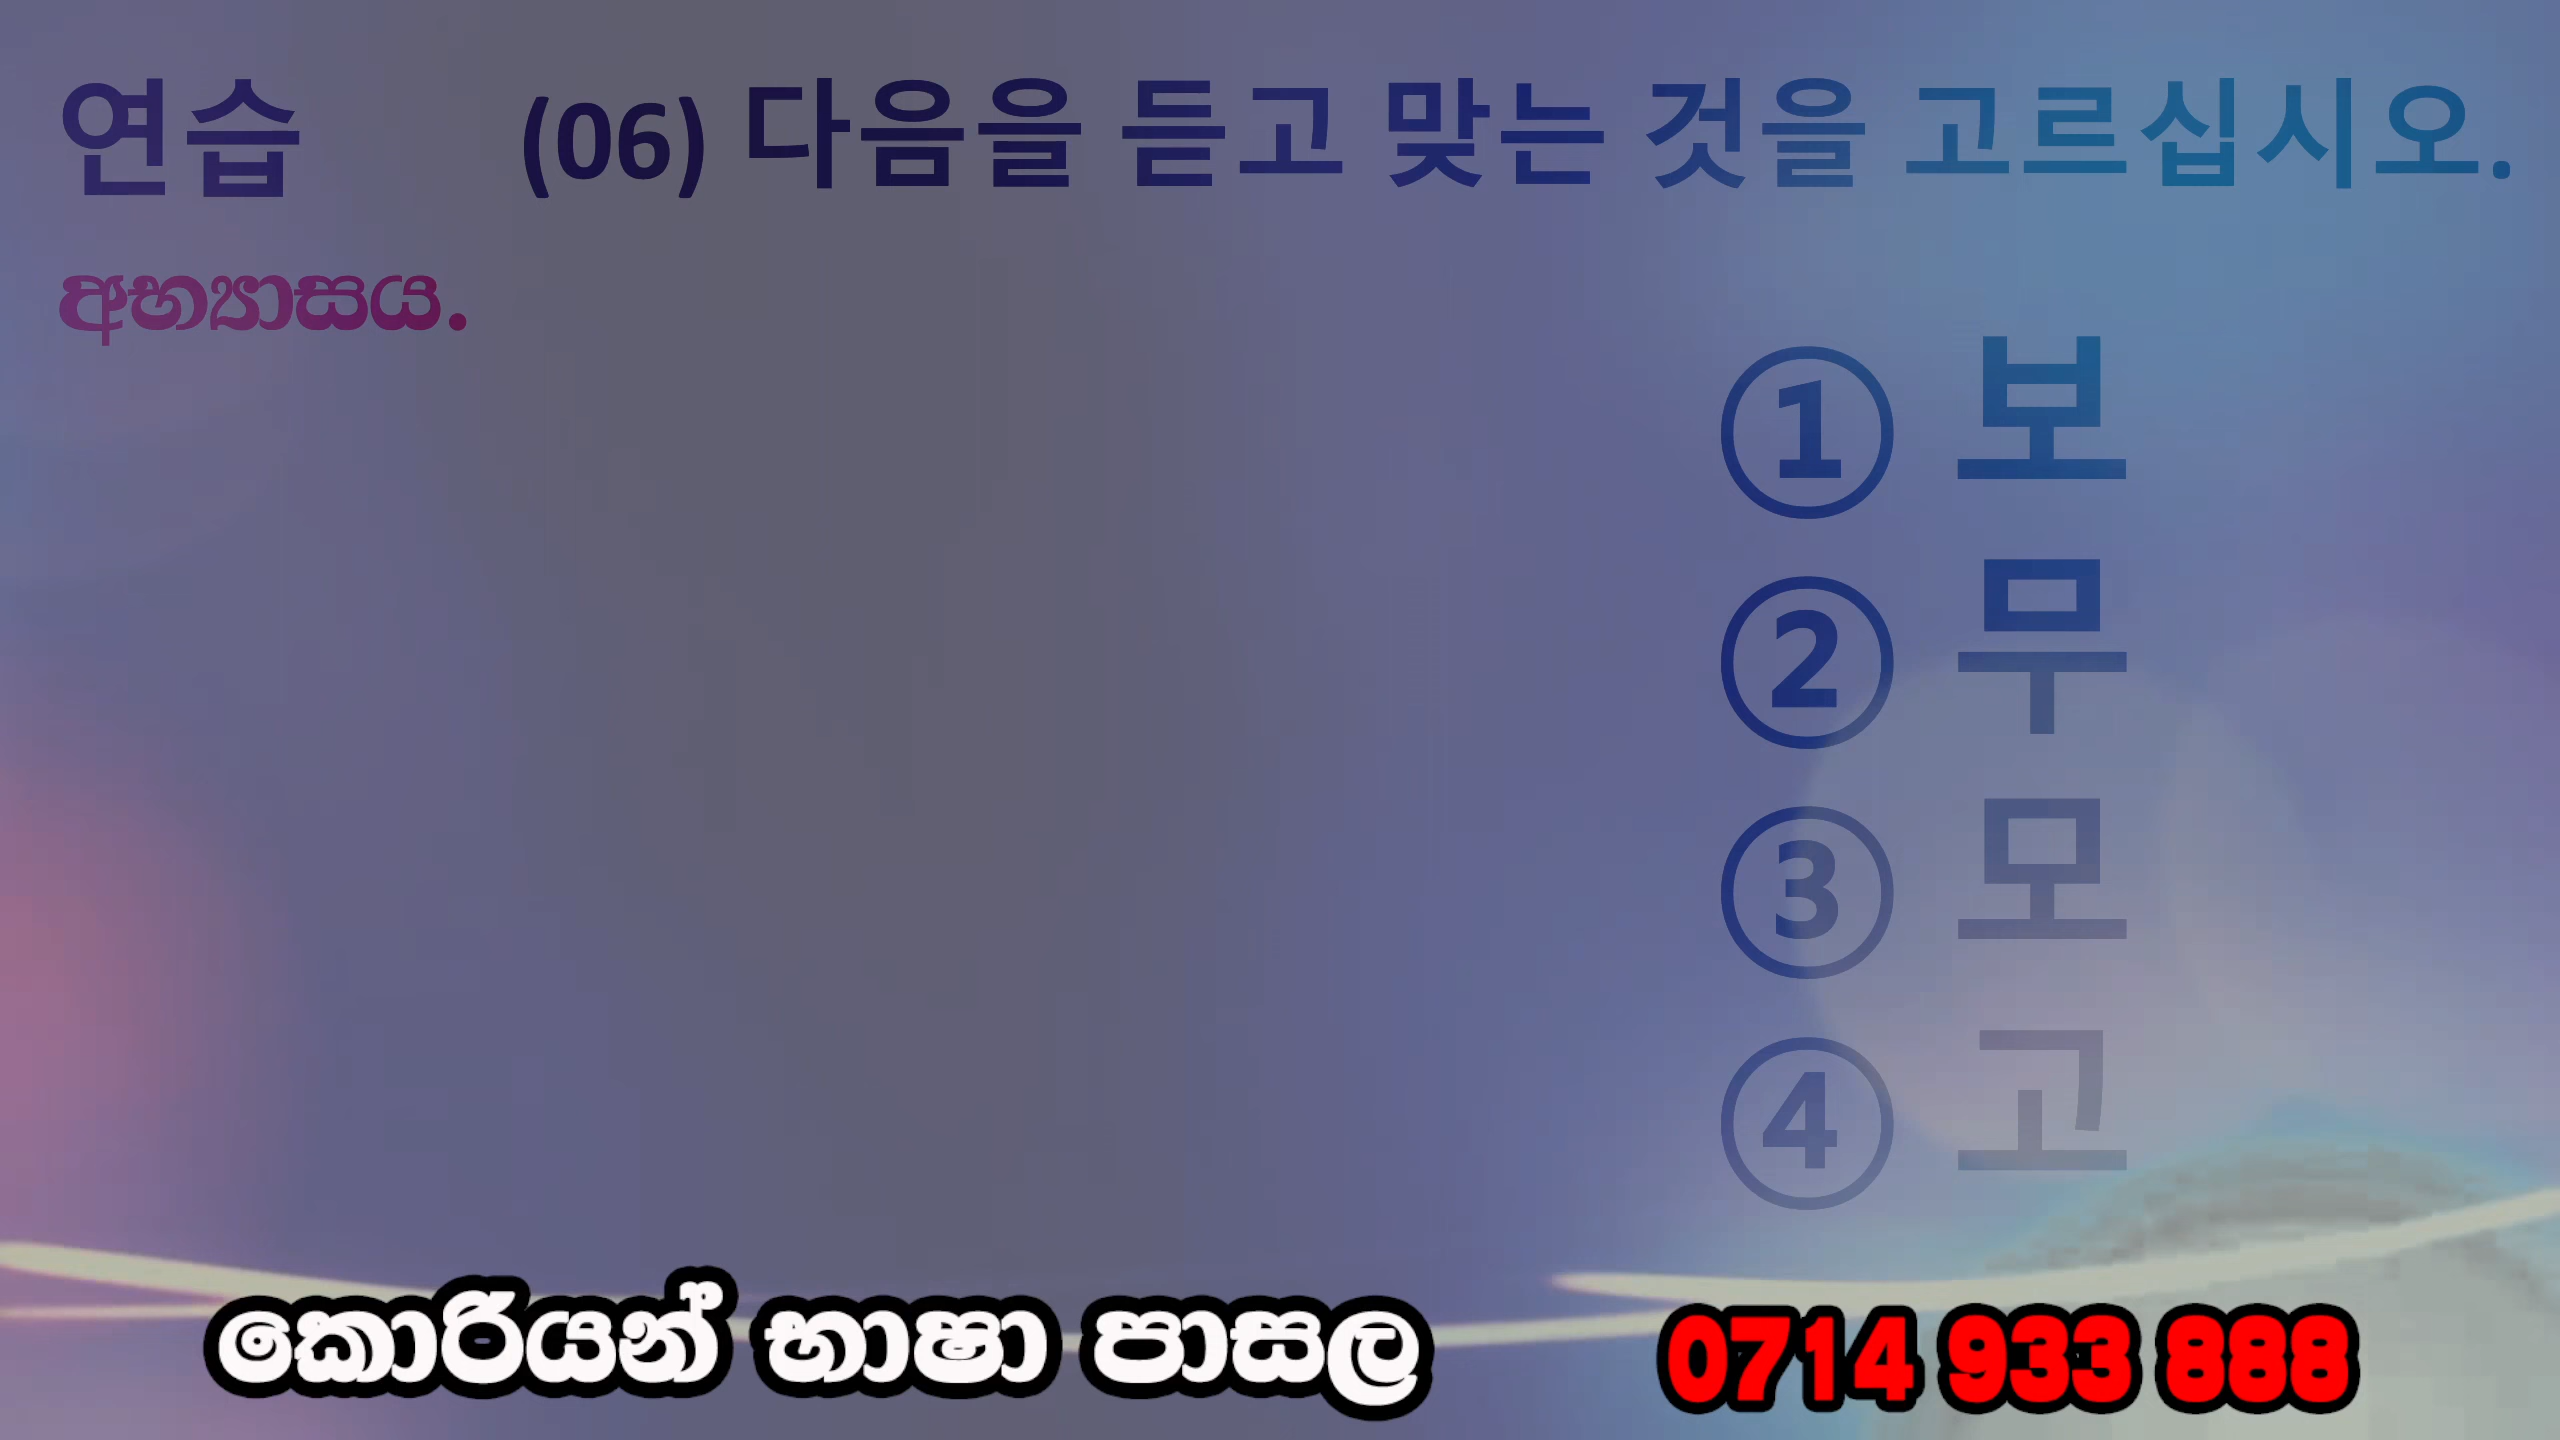 연습 (06) 다음을 듣고 맞는 것을 고르십시오.
අභ්‍යාසය.
① 보
② 무
③ 모
④ 고
කොරියන් භාෂා පාසල 0714 933 888